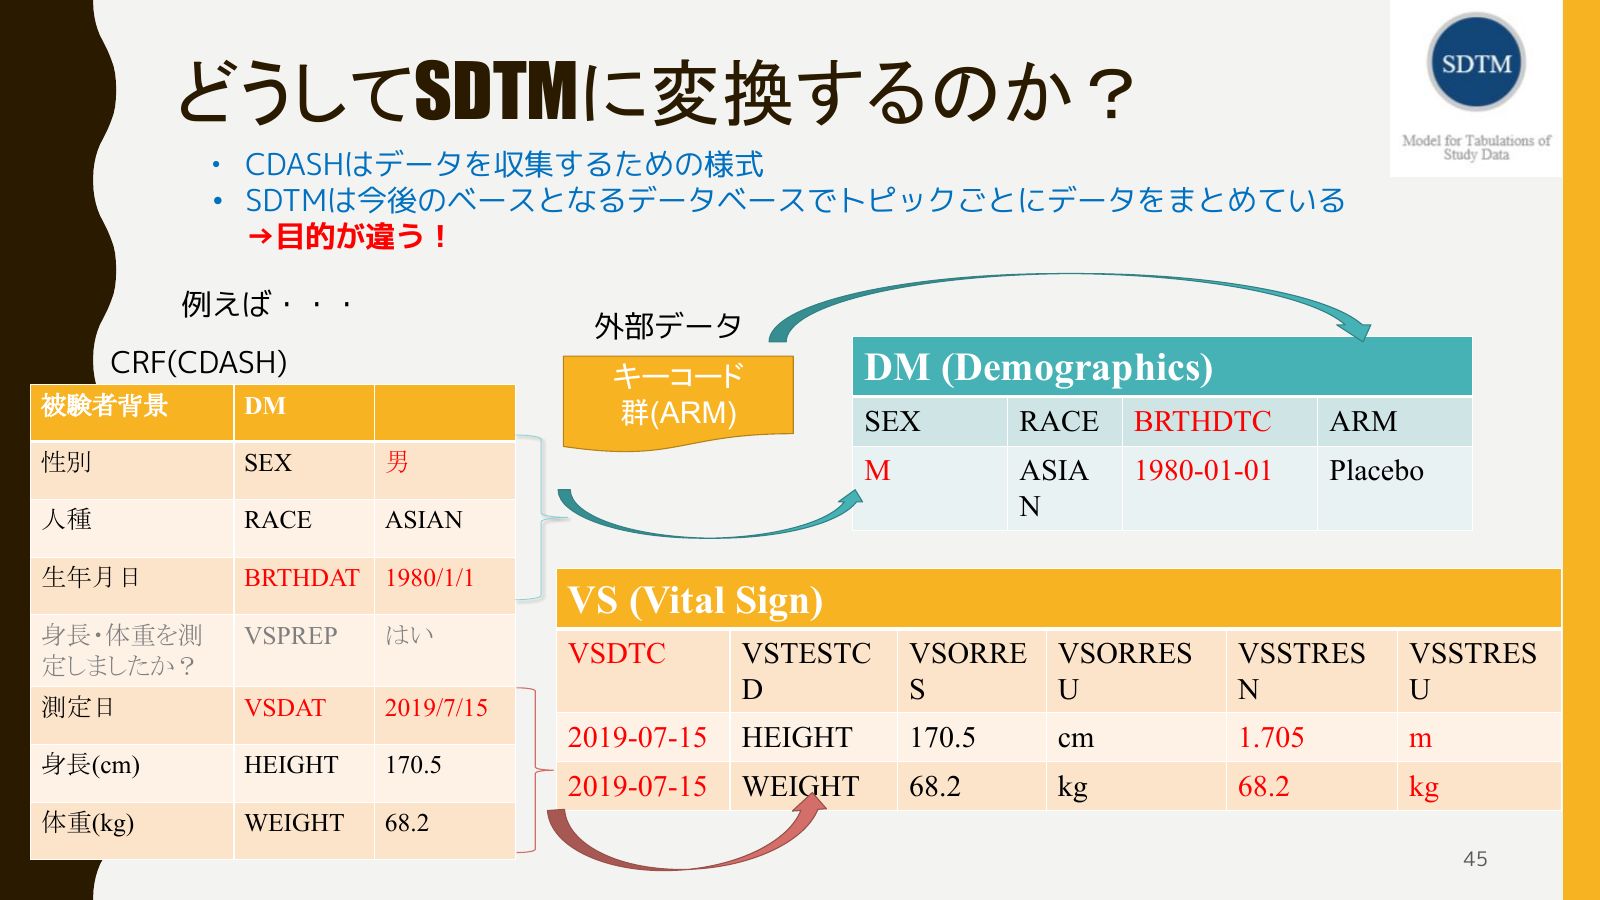 どうしてSDTMに変換するのか？
SDTM
Model for Tabulations of
Study Data
• CDASHはデータを収集するための様式
• SDTMは今後のベースとなるデータベースでトピックごとにデータをまとめている
→目的が違う！
例えば・・・
外部データ
キーコード
群(ARM)
CRF(CDASH)
被験者背景 DM
性別 SEX 男
人種 RACE ASIAN
生年月日 BRTHDAT 1980/1/1
身長・体重を測
定しましたか？ VSPREP はい
測定日 VSDAT 2019/7/15
身長(cm) HEIGHT 170.5
体重(kg) WEIGHT 68.2
DM (Demographics)
SEX RACE BRTHDTC ARM
M ASIA 1980-01-01 Placebo
N
VS (Vital Sign)
VSDTC VSTESTC VSORRE VSORRES VSSTRES VSSTRES
D S U N U
2019-07-15 HEIGHT 170.5 cm 1.705 m
2019-07-15 WEIGHT 68.2 kg 68.2 kg
45